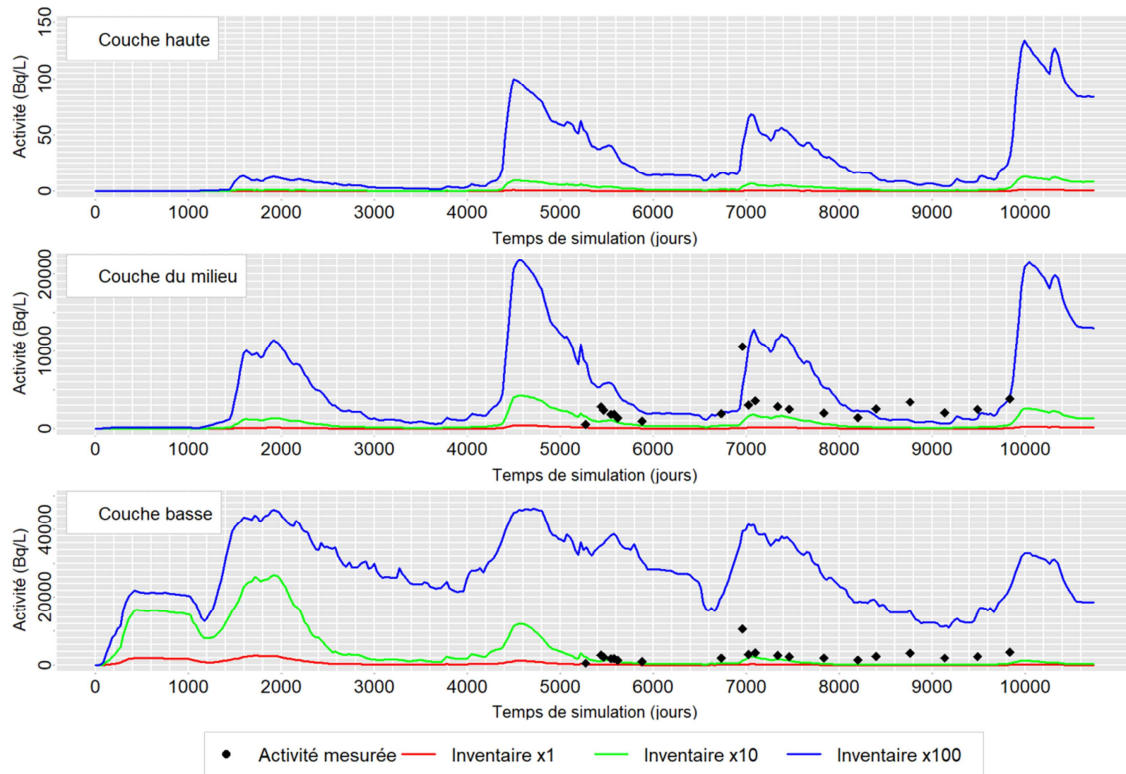 Couche haute
Activité (Bq/L)
150
100
50
0
0 1000 2000 3000 4000 5000 6000 7000 8000 9000 10000
Temps de simulation (jours)
Couche du milieu
Activité (Bq/L)
20000
10000
0
0 1000 2000 3000 4000 5000 6000 7000 8000 9000 10000
Temps de simulation (jours)
Couche basse
Activité (Bq/L)
40000
20000
0
0 1000 2000 3000 4000 5000 6000 7000 8000 9000 10000
Temps de simulation (jours)
Activité mesurée Inventaire x1 Inventaire x10 Inventaire x100